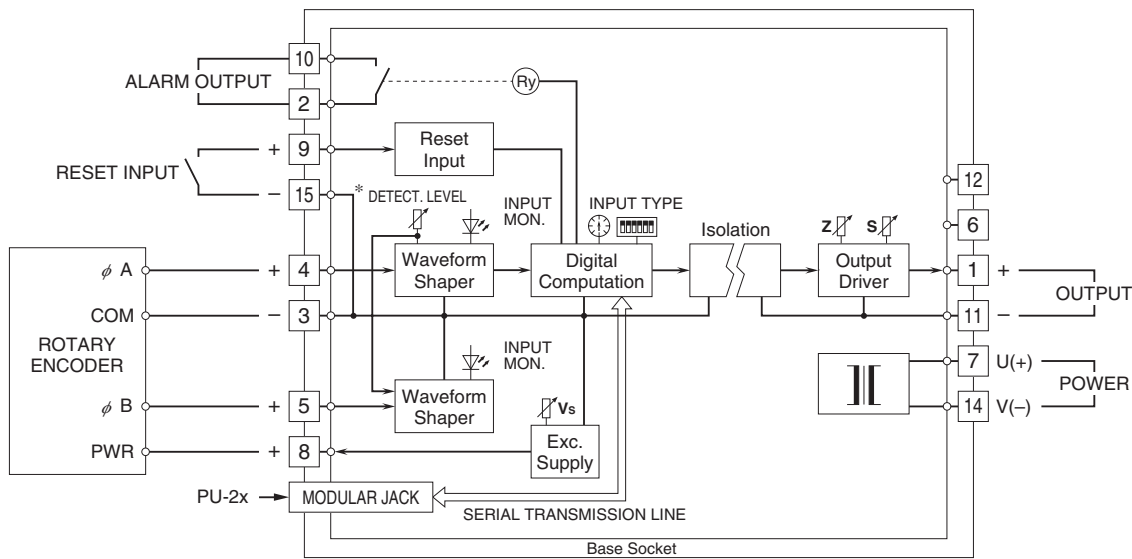 10
ALARM OUTPUT
2
Ry
RESET INPUT
+ 9
− 15
Reset
Input
* DETECT. LEVEL
INPUT
MON.
INPUT TYPE
Isolation
Z
S
12
6
ROTARY
ENCODER
φ A
+ 4
COM
− 3
φ B
+ 5
PWR
+ 8
Waveform
Shaper
Digital
Computation
Output
Driver
1 +
11 −
OUTPUT
INPUT
MON.
Waveform
Shaper
Vs
Exc.
Supply
7 U(+)
14 V(−)
POWER
PU-2x
MODULAR JACK
SERIAL TRANSMISSION LINE
Base Socket